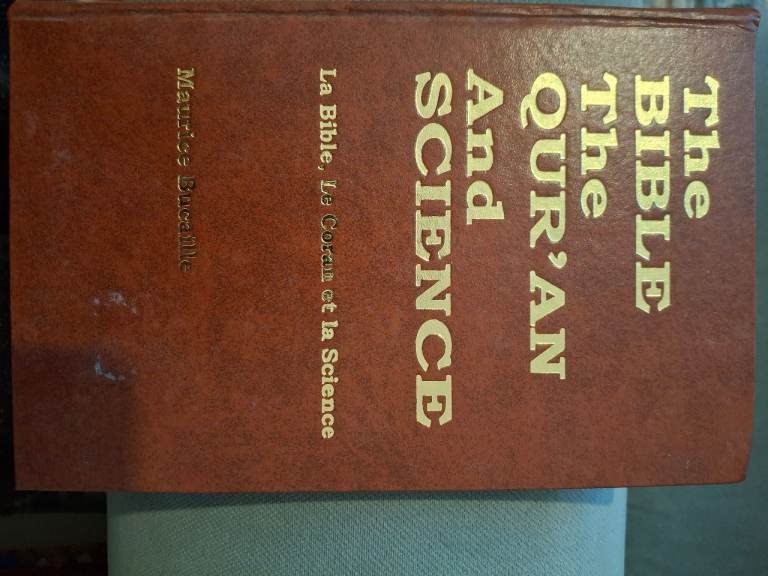 The
BIBLE
The
QUR'AN
And
SCIENCE
La Bible, Le Coran et la Science
Maurice Bucaille